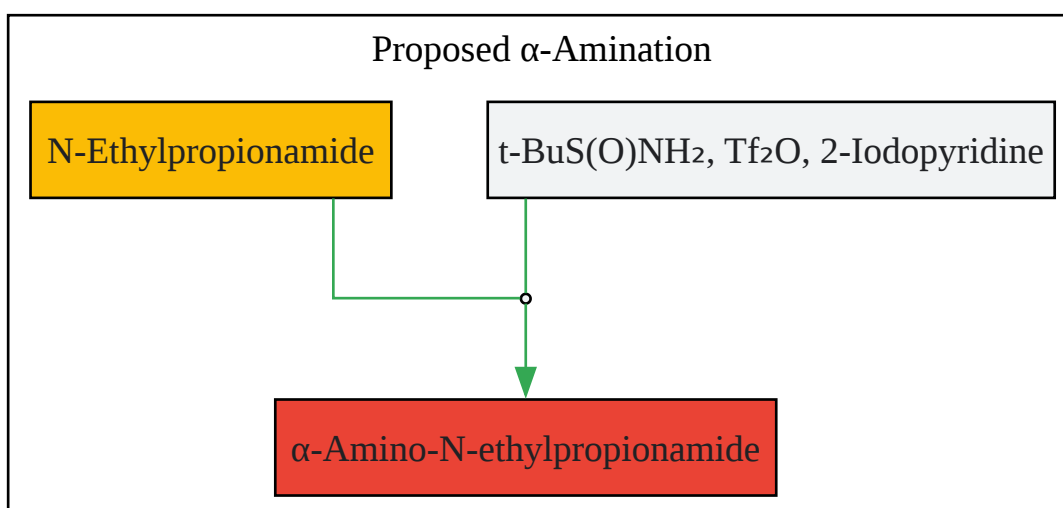 Proposed α-Amination
N-Ethylpropionamide
t-BuS(O)NH₂, Tf₂O, 2-Iodopyridine
α-Amino-N-ethylpropionamide